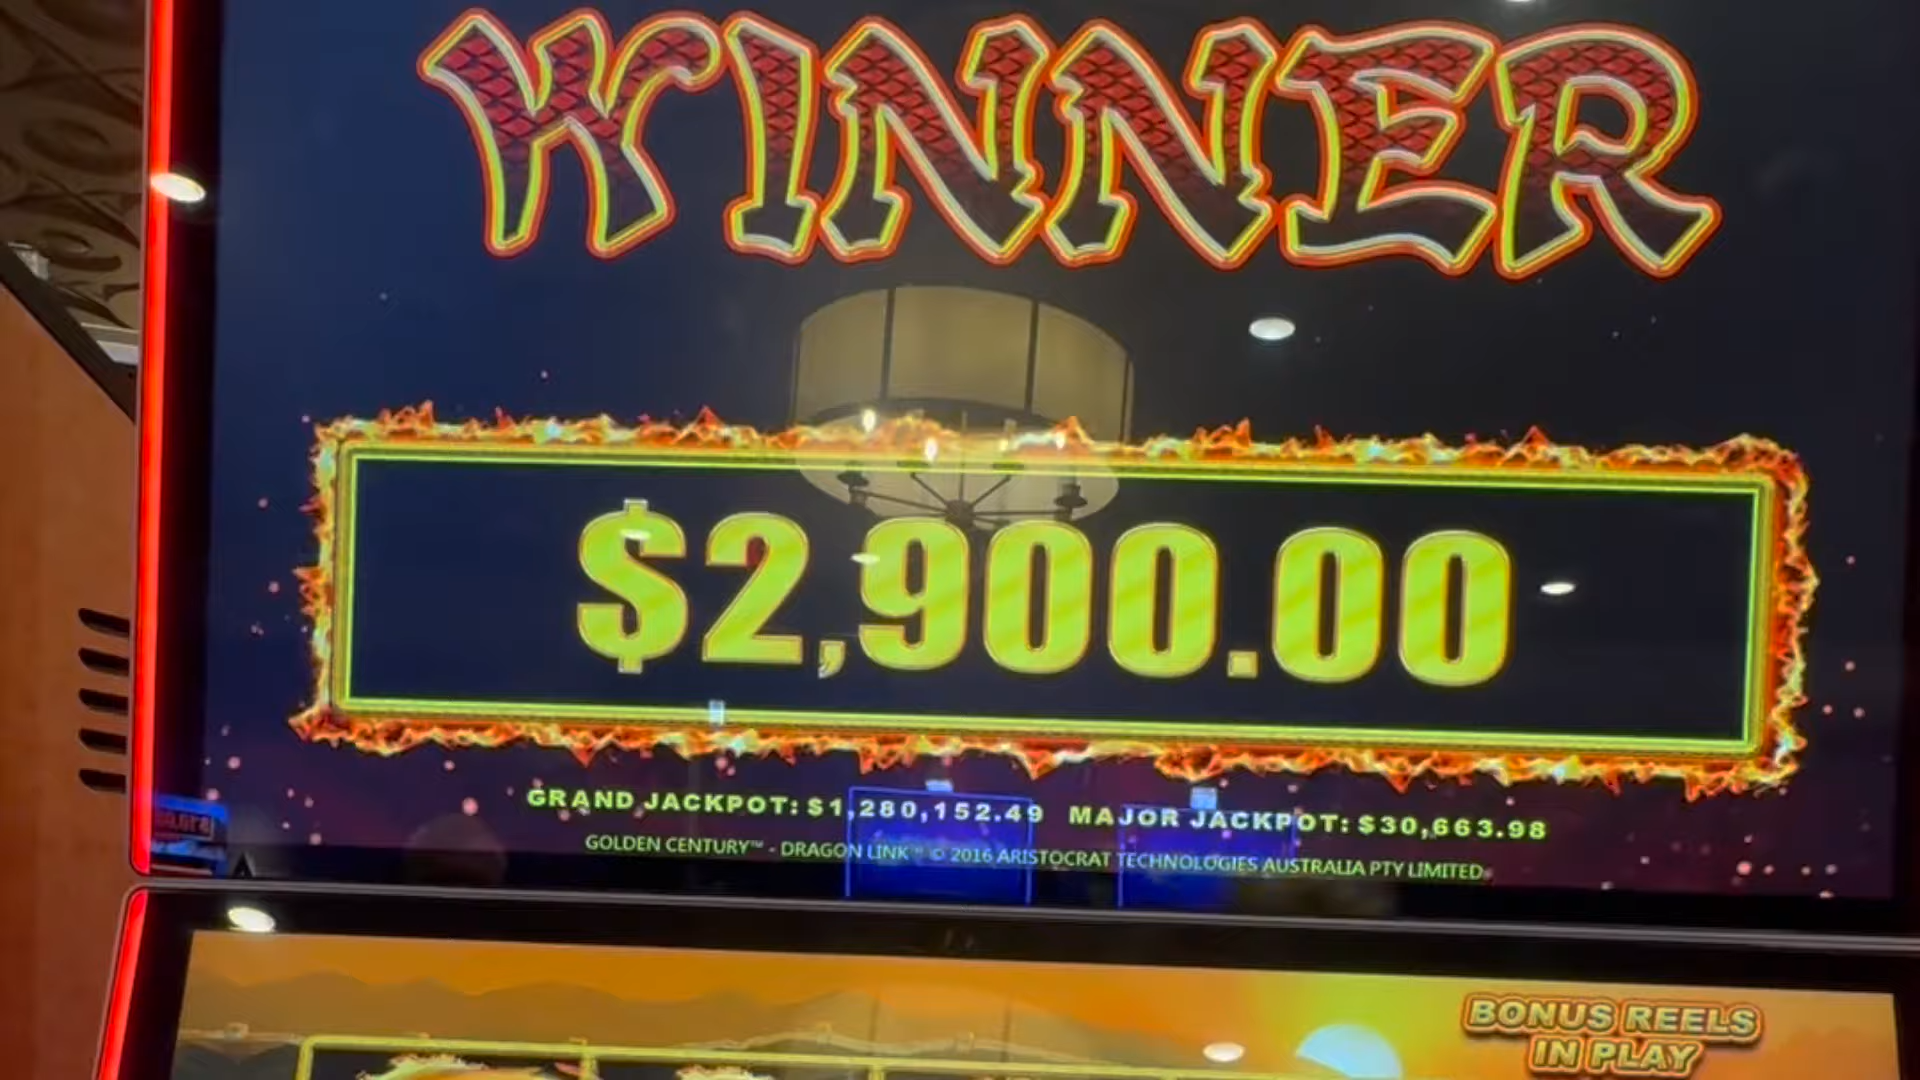 WINNER
$2,900.00
GRAND JACKPOT: $1,280,152.49 MAJOR JACKPOT: $30,663.98
GOLDEN CENTURY™ - DRAGON LINK™ © 2016 ARISTOCRAT TECHNOLOGIES AUSTRALIA PTY LIMITED
BONUS REELS
IN PLAY